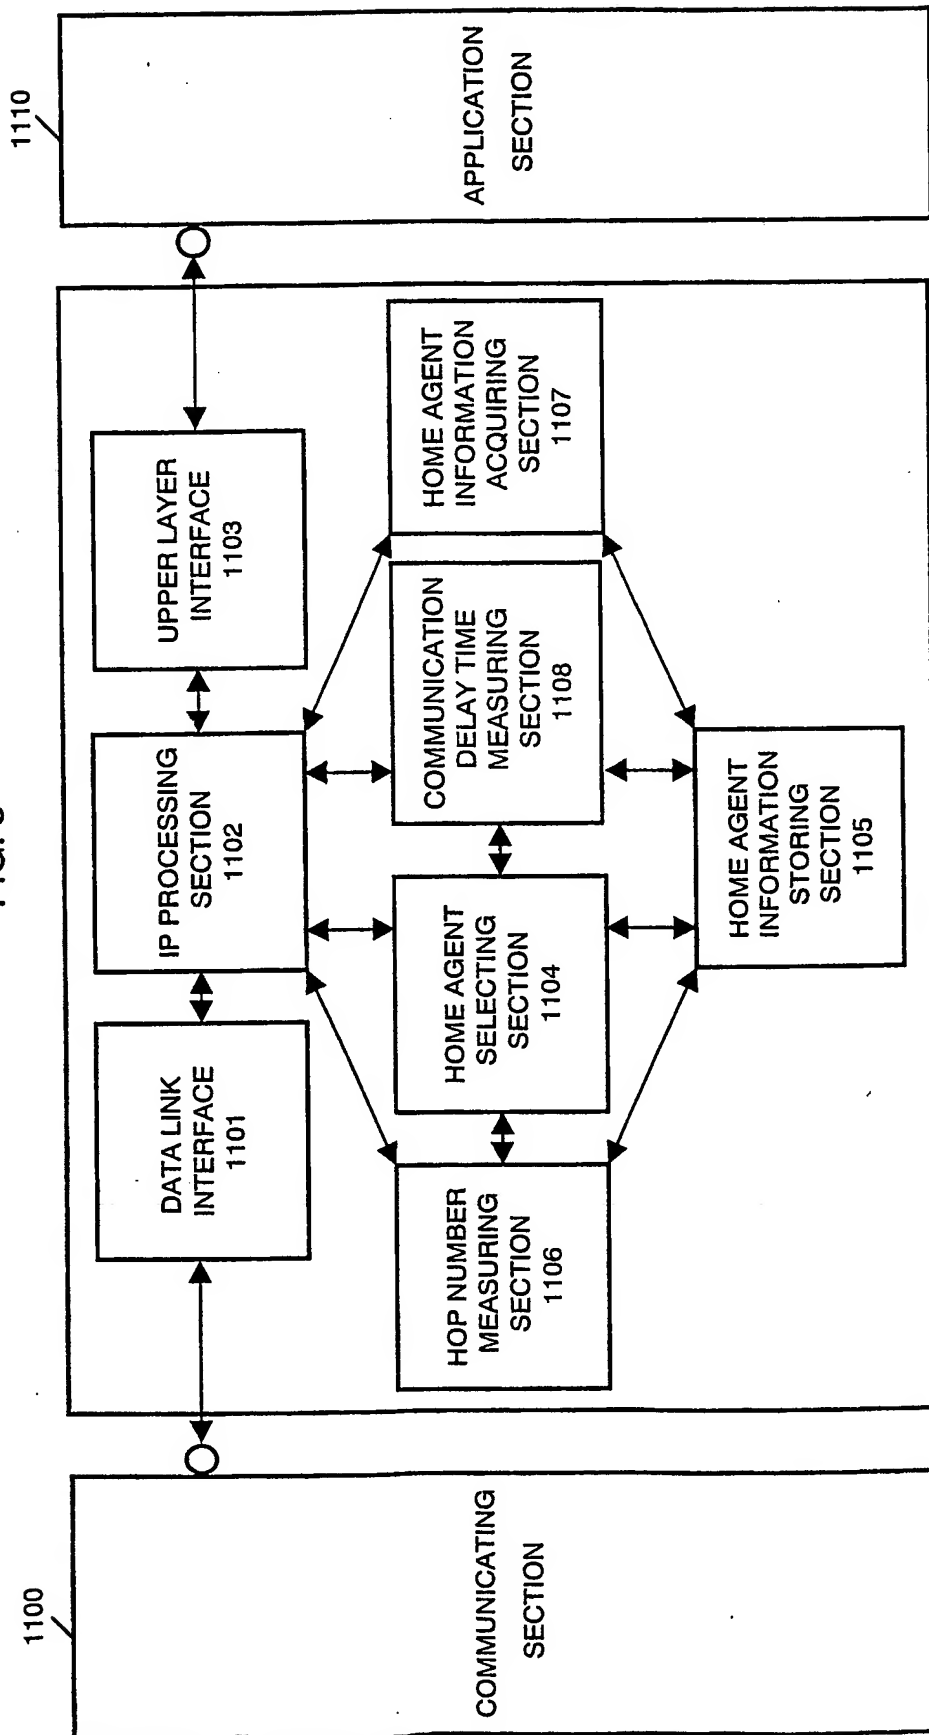 1100
COMMUNICATING
SECTION
DATA LINK
INTERFACE
1101
IP PROCESSING
SECTION
1102
UPPER LAYER
INTERFACE
1103
HOP NUMBER
MEASURING
SECTION
1106
HOME AGENT
SELECTING
SECTION
1104
COMMUNICATION
DELAY TIME
MEASURING
SECTION
1108
HOME AGENT
INFORMATION
ACQUIRING
SECTION
1107
HOME AGENT
INFORMATION
STORING
SECTION
1105
1110
APPLICATION
SECTION